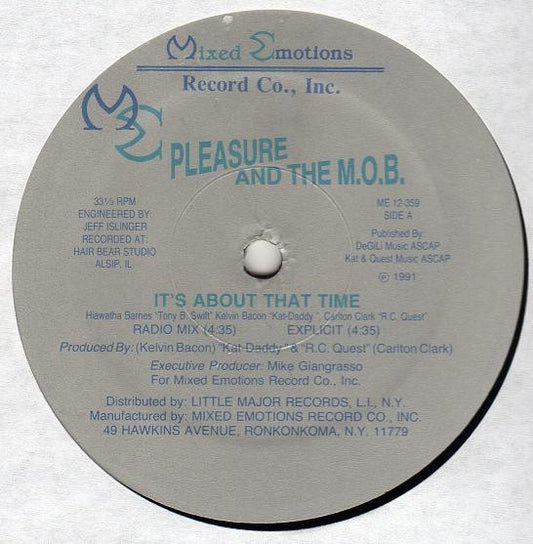 Mixed Emotions
Record Co., Inc.
ME
PLEASURE
AND THE M.O.B.
33⅓ RPM
ENGINEERED BY:
JEFF ISLINGER
RECORDED AT:
HAIR BEAR STUDIO
ALSIP, IL
ME 12-359
SIDE A
Published By:
DeGiLi Music ASCAP
Kat & Quest Music ASCAP
℗ 1991
IT'S ABOUT THAT TIME
Hiawatha Barnes "Tony B. Swift" Kelvin Bacon "Kat-Daddy", Carlton Clark "R.C. Quest"
RADIO MIX (4:35) EXPLICIT (4:35)
Produced By: (Kelvin Bacon) "Kat-Daddy" & "R.C. Quest" (Carlton Clark)
Executive Producer: Mike Giangrasso
For Mixed Emotions Record Co., Inc.
Distributed by: LITTLE MAJOR RECORDS, L.I., N.Y.
Manufactured by: MIXED EMOTIONS RECORD CO., INC.
49 HAWKINS AVENUE, RONKONKOMA, N.Y. 11779